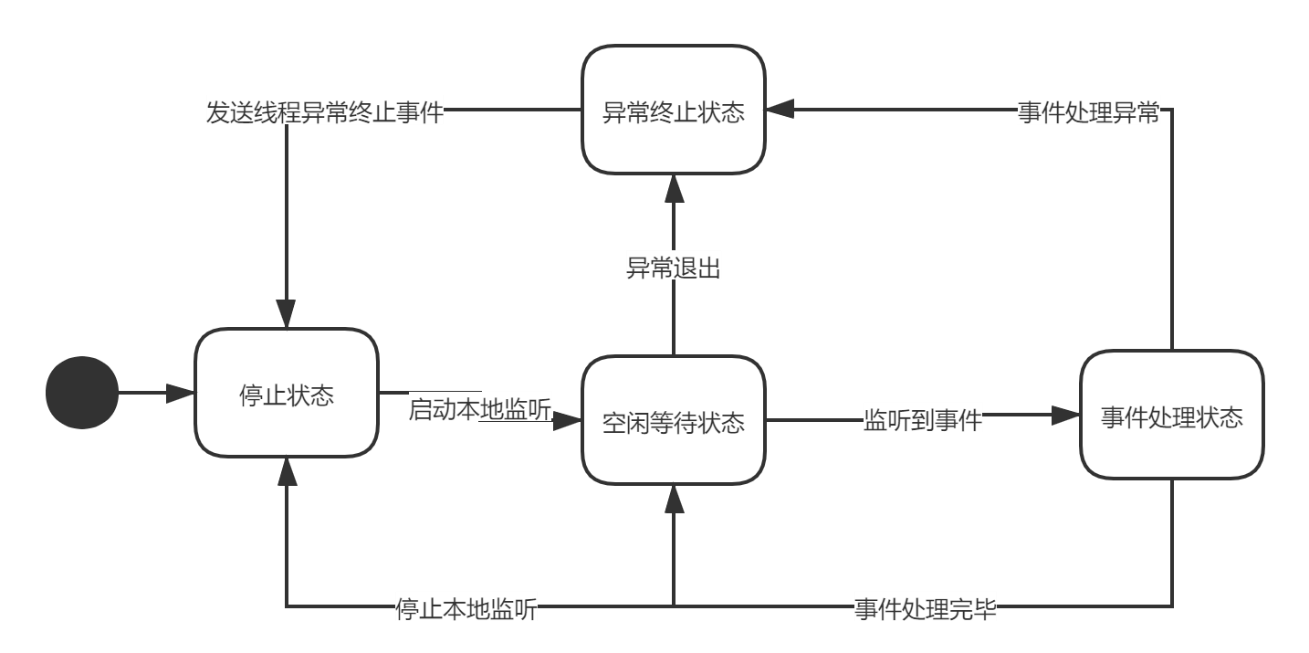 异常终止状态
发送线程异常终止事件
事件处理异常
异常退出
停止状态
启动本地监听
空闲等待状态
监听到事件
事件处理状态
停止本地监听
事件处理完毕